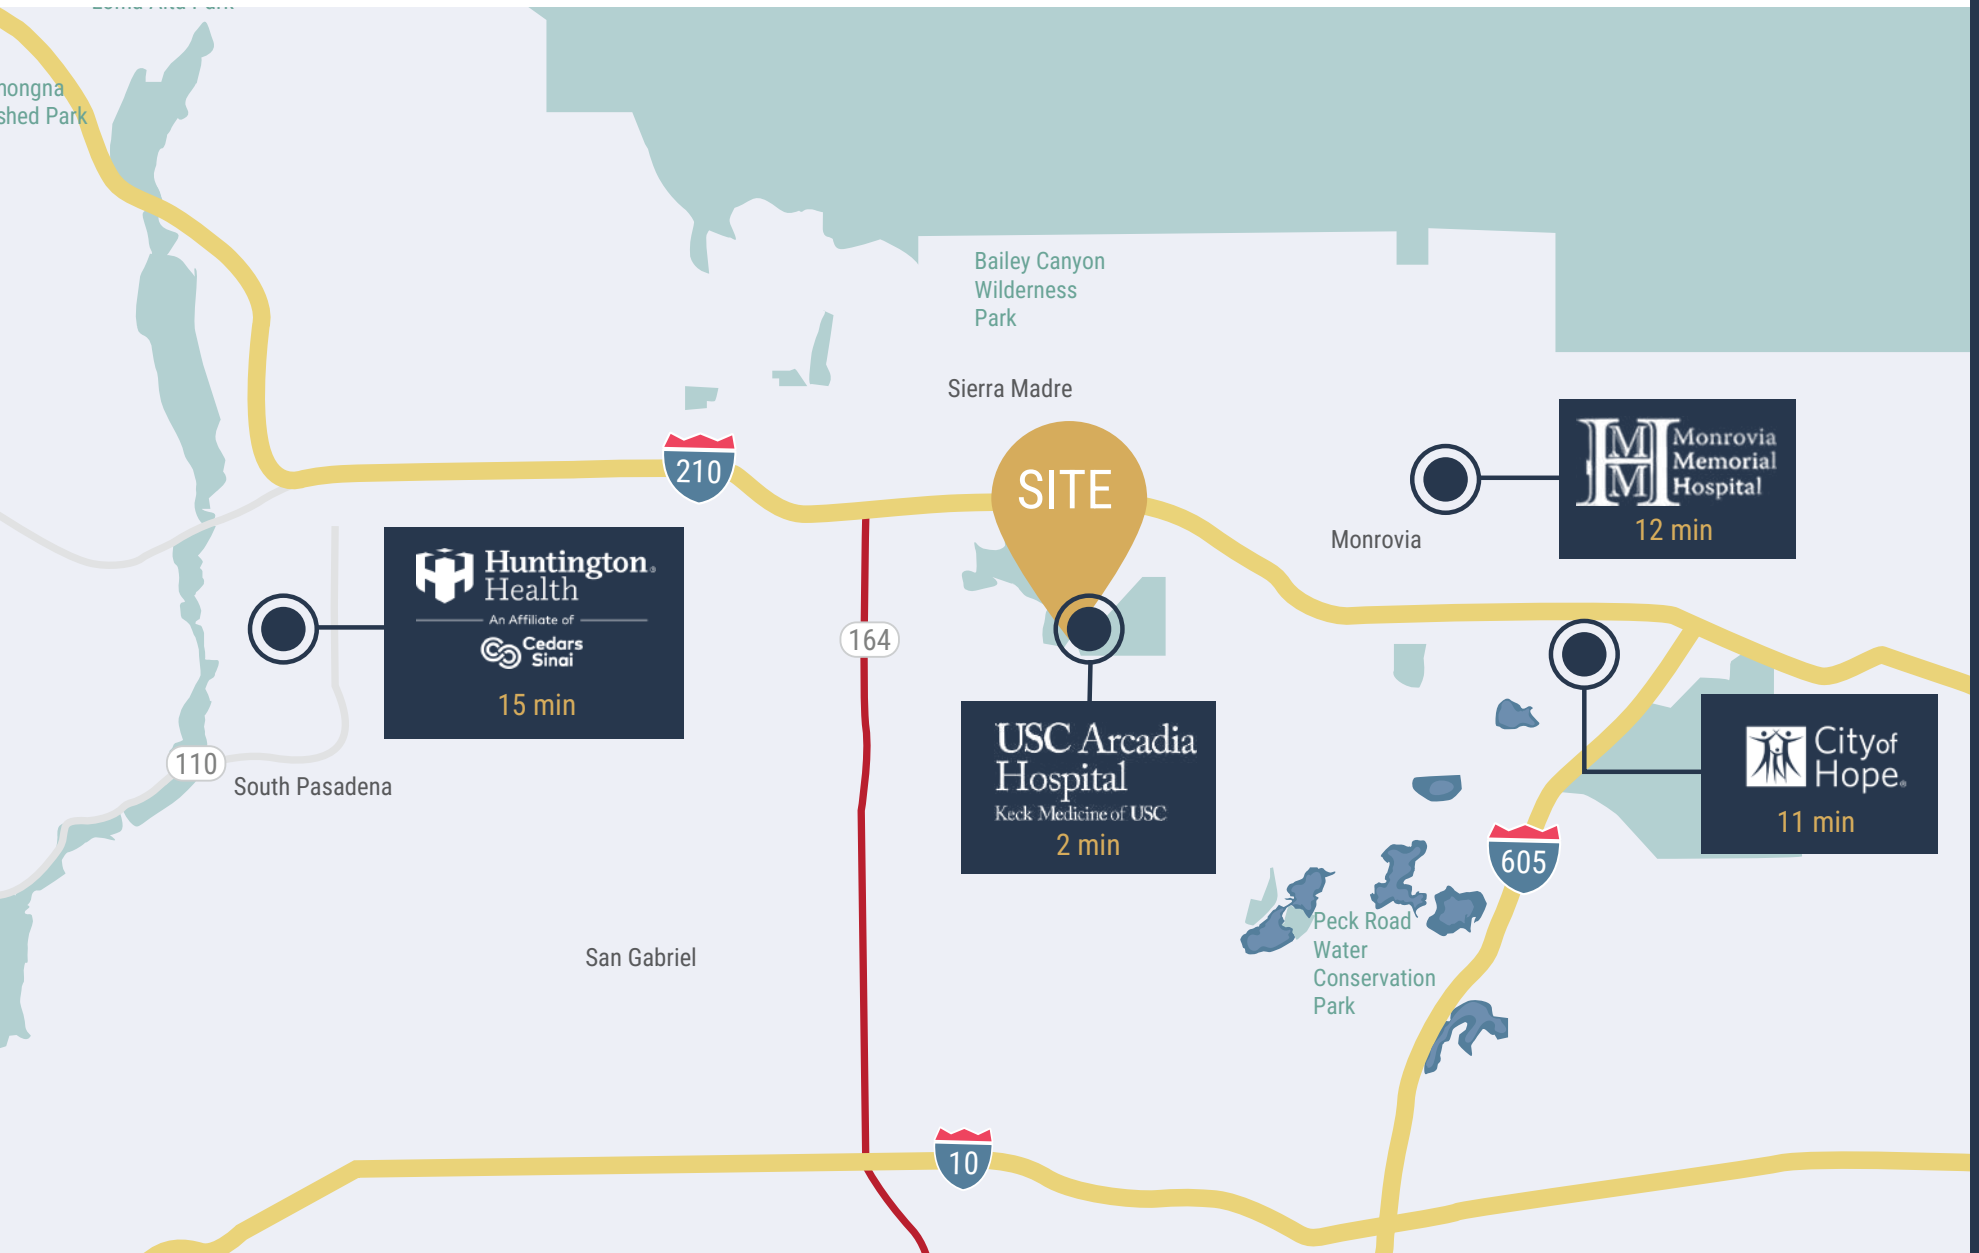 shed Park
Bailey Canyon
Wilderness
Park
Sierra Madre
210
SITE
Monrovia
Memorial
Hospital
12 min
Monrovia
Huntington
Health
An Affiliate of
Cedars
Sinai
15 min
164
110
South Pasadena
USC Arcadia
Hospital
Keck Medicine of USC
2 min
City of
Hope
11 min
605
Peck Road
Water
Conservation
Park
San Gabriel
10